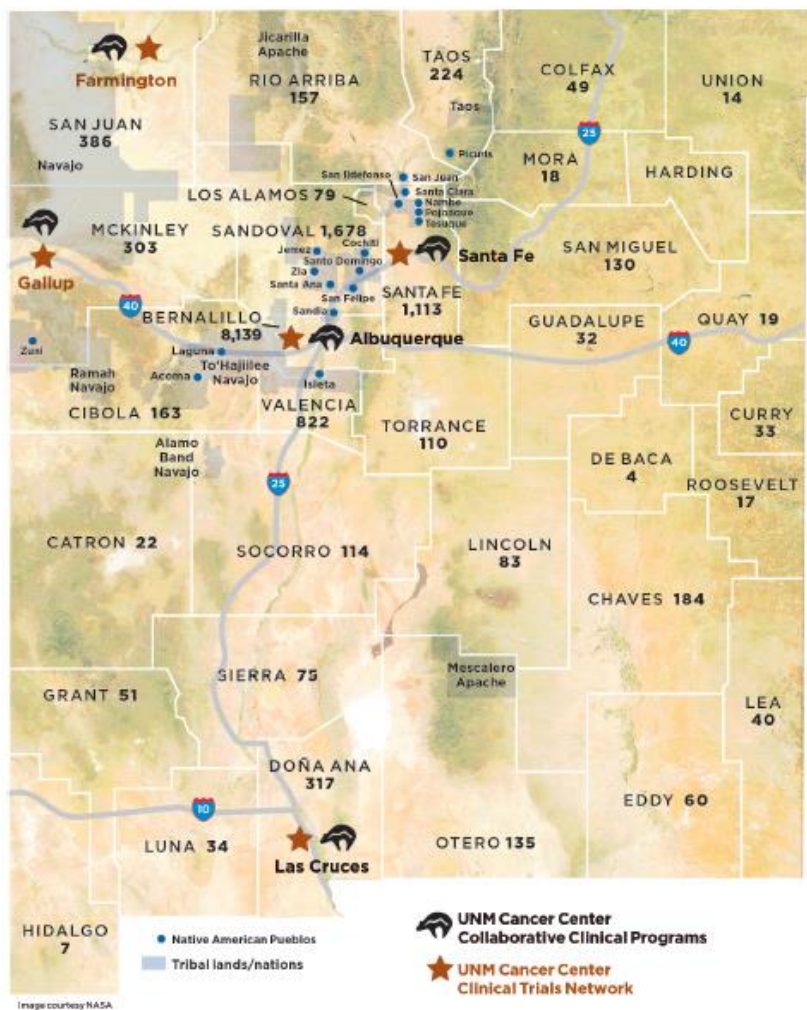 Jicarilla
Apache
TAOS
224
COLFAX
49
UNION
14
Farmington
RIO ARRIBA
157
Taos
SAN JUAN
386
25
Navajo
Picuris
MORA
18
HARDING
San Ildefonso
San Juan
Santa Clara
Nambe
Pojoaque
Tesuque
LOS ALAMOS 79
MCKINLEY
303
SANDOVAL 1,678
Jemez
Cochiti
Santo Domingo
Zia
Santa Ana
San Felipe
Sandia
Santa Fe
SAN MIGUEL
130
Gallup
SANTA FE
1,113
40
BERNALILLO
8,139
Albuquerque
GUADALUPE
32
QUAY 19
40
Zuni
Laguna
To'Hajiilee
Navajo
Ramah
Navajo
Acoma
Isleta
CIBOLA 163
VALENCIA
822
TORRANCE
110
CURRY
33
Alamo
Band
Navajo
DE BACA
4
ROOSEVELT
17
25
CATRON 22
SOCORRO 114
LINCOLN
83
CHAVES 184
SIERRA 75
Mescalero
Apache
GRANT 51
LEA
40
DOÑA ANA
317
EDDY 60
10
LUNA 34
OTERO 135
Las Cruces
HIDALGO
7
Native American Pueblos
Tribal lands/nations
UNM Cancer Center
Collaborative Clinical Programs
UNM Cancer Center
Clinical Trials Network
Image courtesy NASA